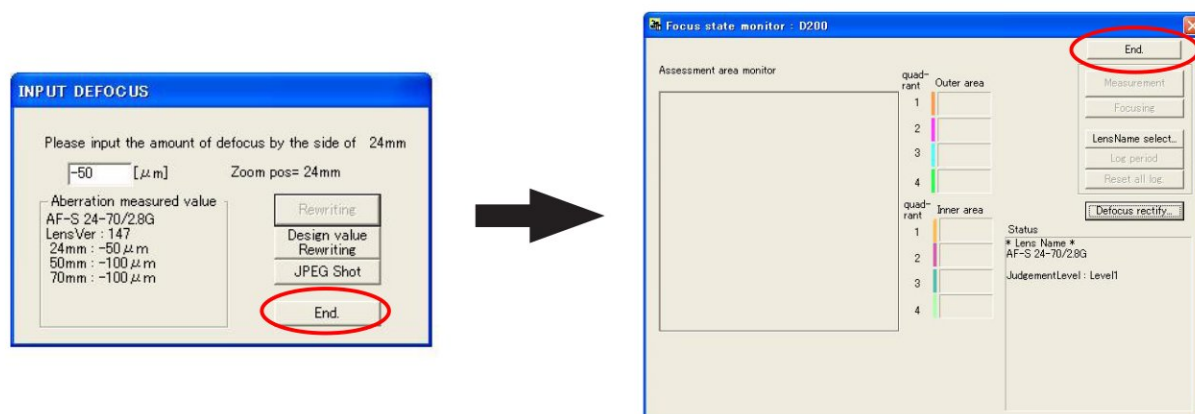 INPUT DEFOCUS
Please input the amount of defocus by the side of 24mm
-50 [μm] Zoom pos= 24mm
Aberration measured value
AF-S 24-70/2.8G
LensVer : 147
24mm : -50μm
50mm : -100μm
70mm : -100μm
Rewriting
Design value
Rewriting
JPEG Shot
End.
Focus state monitor : D200
End.
Assessment area monitor
quad-
rant Outer area
1
2
3
4
quad-
rant Inner area
1
2
3
4
Measurement
Focusing
LensName select...
Log period
Reset all log.
Defocus rectify...
Status
* Lens Name *
AF-S 24-70/2.8G
JudgementLevel : Level1